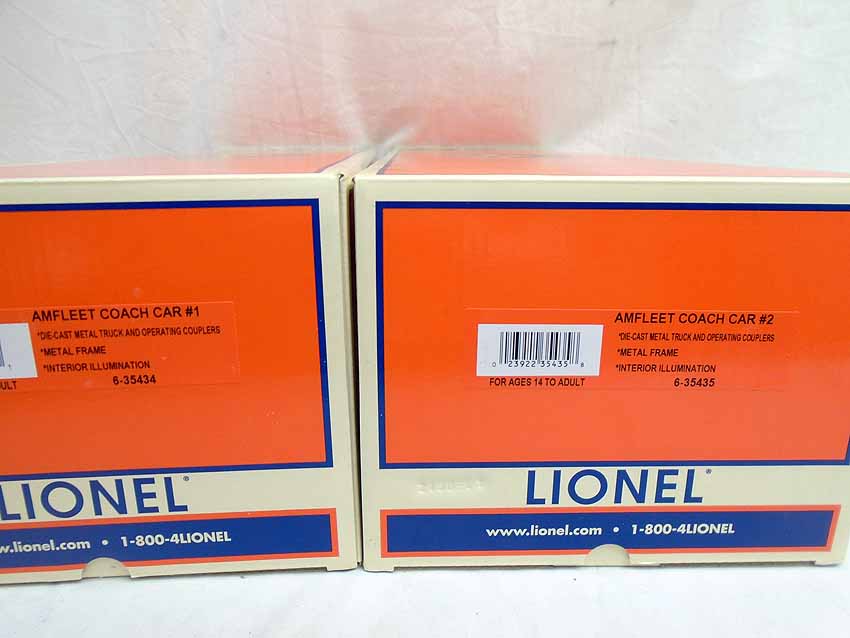 AMFLEET COACH CAR #1
*DIE-CAST METAL TRUCK AND OPERATING COUPLERS
*METAL FRAME
*INTERIOR ILLUMINATION
6-35434
1
ULT
LIONEL®
w.lionel.com • 1-800-4LIONEL
AMFLEET COACH CAR #2
*DIE-CAST METAL TRUCK AND OPERATING COUPLERS
*METAL FRAME
*INTERIOR ILLUMINATION
6-35435
0 23922 35435 8
FOR AGES 14 TO ADULT
LIONEL®
www.lionel.com • 1-800-4LIONEL